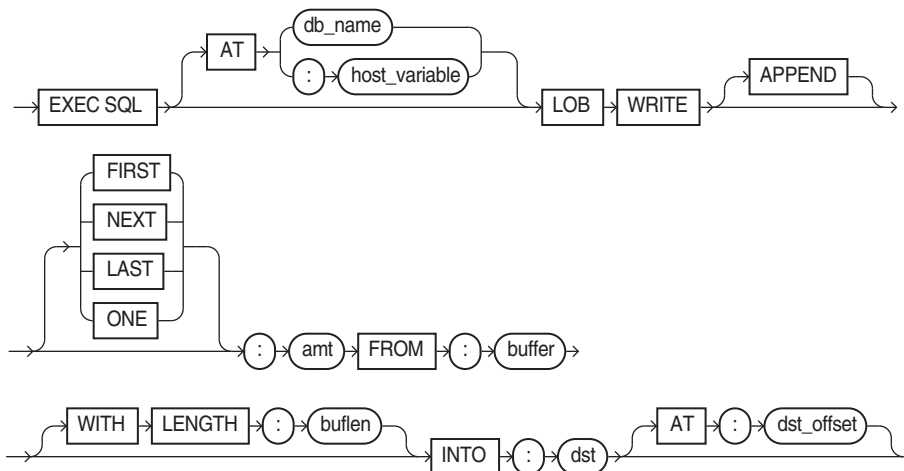 AT db_name
: host_variable
EXEC SQL LOB WRITE APPEND
FIRST
NEXT
LAST
ONE
: amt FROM : buffer
WITH LENGTH : buflen AT : dst_offset
INTO : dst